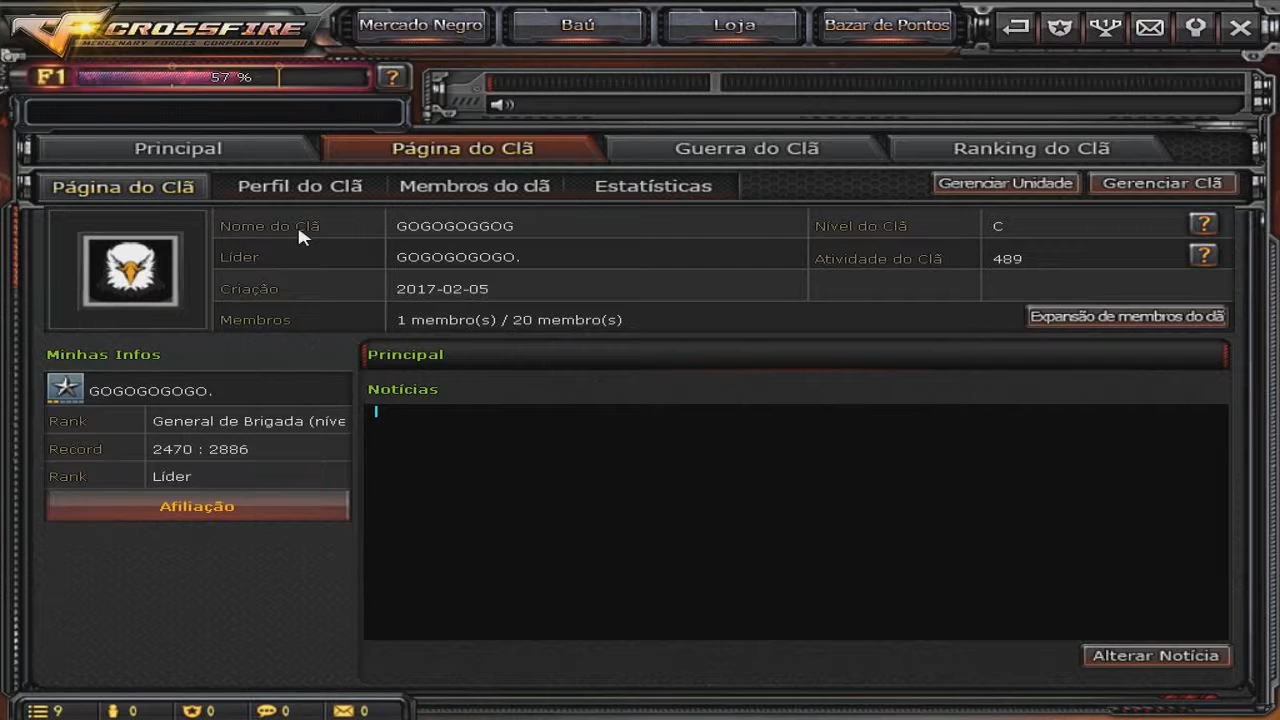 CROSSFIRE
MERCENARY FORCES CORPORATION
Mercado Negro
Baú
Loja
Bazar de Pontos
F1
57 %
?
Principal
Página do Clã
Guerra do Clã
Ranking do Clã
Página do Clã
Perfil do Clã
Membros do clã
Estatísticas
Gerenciar Unidade
Gerenciar Clã
Nome do Clã
GOGOGOGGOG
Nível do Clã
C
?
Líder
GOGOGOGOGO.
Atividade do Clã
489
?
Criação
2017-02-05
Membros
1 membro(s) / 20 membro(s)
Expansão de membros do clã
Minhas Infos
GOGOGOGOGO.
Rank
General de Brigada (níve
Record
2470 : 2886
Rank
Líder
Afiliação
Principal
Notícias
Alterar Notícia
9
0
0
0
0